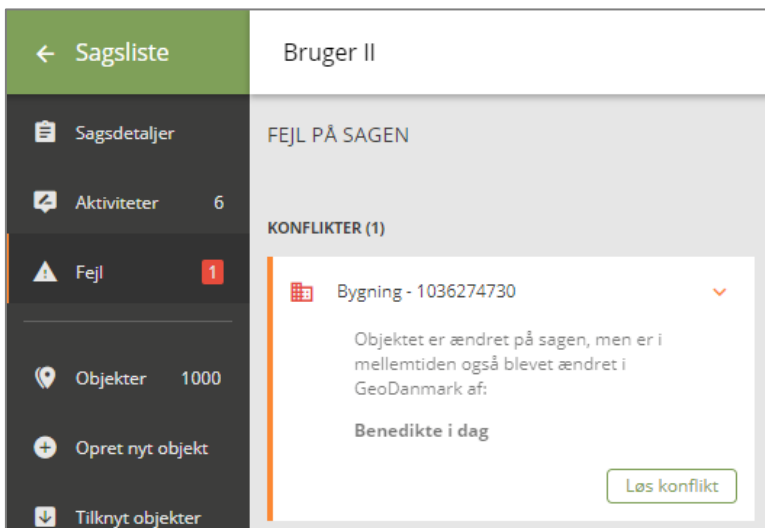 Sagsliste
Bruger II
Sagsdetaljer
Aktiviteter 6
Fejl 1
Objekter 1000
Opret nyt objekt
Tilknyt objekter
FEJL PÅ SAGEN
KONFLIKTER (1)
Bygning - 1036274730
Objektet er ændret på sagen, men er i
mellemtiden også blevet ændret i
GeoDanmark af:
Benedikte i dag
Løs konflikt